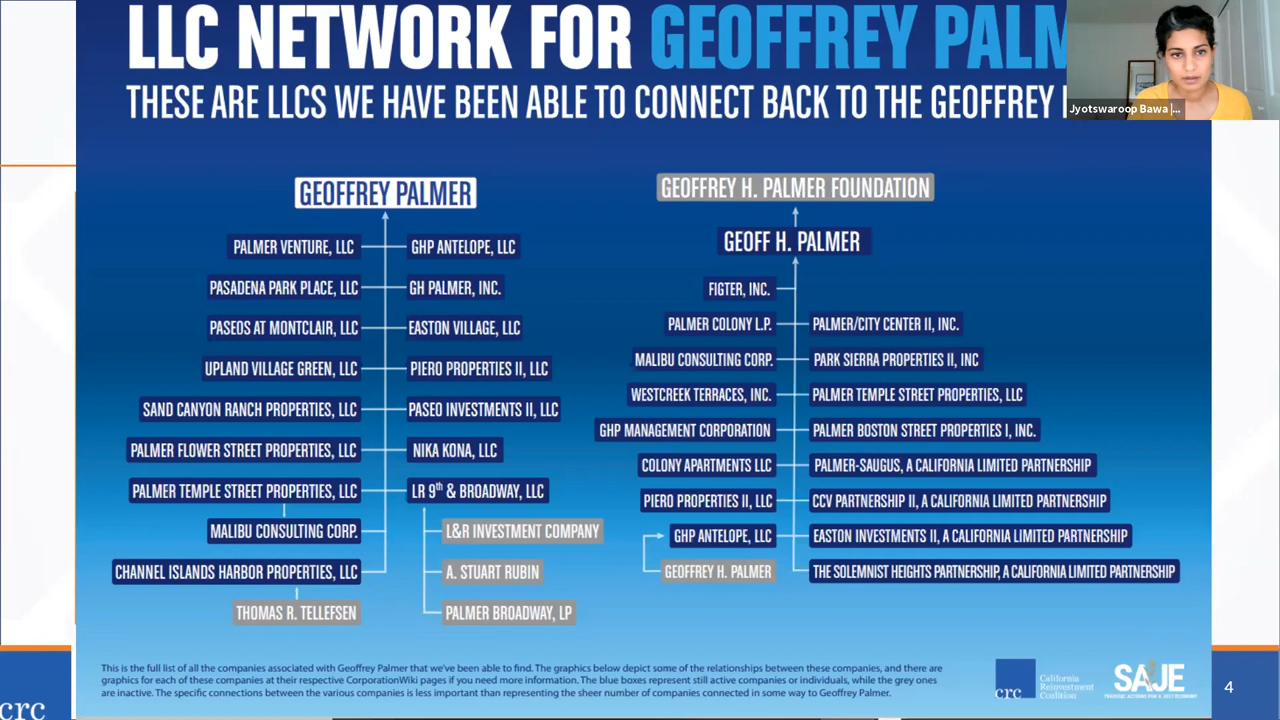 LLC NETWORK FOR GEOFFREY PALM
THESE ARE LLCS WE HAVE BEEN ABLE TO CONNECT BACK TO THE GEOFFREY
Jyotswaroop Bawa |...
GEOFFREY PALMER
PALMER VENTURE, LLC
GHP ANTELOPE, LLC
PASADENA PARK PLACE, LLC
GH PALMER, INC.
PASEOS AT MONTCLAIR, LLC
EASTON VILLAGE, LLC
UPLAND VILLAGE GREEN, LLC
PIERO PROPERTIES II, LLC
SAND CANYON RANCH PROPERTIES, LLC
PASEO INVESTMENTS II, LLC
PALMER FLOWER STREET PROPERTIES, LLC
NIKA KONA, LLC
PALMER TEMPLE STREET PROPERTIES, LLC
LR 9th & BROADWAY, LLC
MALIBU CONSULTING CORP.
L&R INVESTMENT COMPANY
CHANNEL ISLANDS HARBOR PROPERTIES, LLC
A. STUART RUBIN
THOMAS R. TELLEFSEN
PALMER BROADWAY, LP
GEOFFREY H. PALMER FOUNDATION
GEOFF H. PALMER
FIGTER, INC.
PALMER COLONY L.P.
PALMER/CITY CENTER II, INC.
MALIBU CONSULTING CORP.
PARK SIERRA PROPERTIES II, INC
WESTCREEK TERRACES, INC.
PALMER TEMPLE STREET PROPERTIES, LLC
GHP MANAGEMENT CORPORATION
PALMER BOSTON STREET PROPERTIES I, INC.
COLONY APARTMENTS LLC
PALMER-SAUGUS, A CALIFORNIA LIMITED PARTNERSHIP
PIERO PROPERTIES II, LLC
CCV PARTNERSHIP II, A CALIFORNIA LIMITED PARTNERSHIP
GHP ANTELOPE, LLC
EASTON INVESTMENTS II, A CALIFORNIA LIMITED PARTNERSHIP
GEOFFREY H. PALMER
THE SOLEMNIST HEIGHTS PARTNERSHIP, A CALIFORNIA LIMITED PARTNERSHIP
This is the full list of all the companies associated with Geoffrey Palmer that we've been able to find. The graphics below depict some of the relationships between these companies, and there are
graphics for each of these companies at their respective CorporationWiki pages if you need more information. The blue boxes represent still active companies or individuals, while the grey ones
are inactive. The specific connections between the various companies is less important than representing the sheer number of companies connected in some way to Geoffrey Palmer.
crc
California
Reinvestment
Coalition
SAJE
STRATEGIC ACTIONS FOR A JUST ECONOMY
4
crc